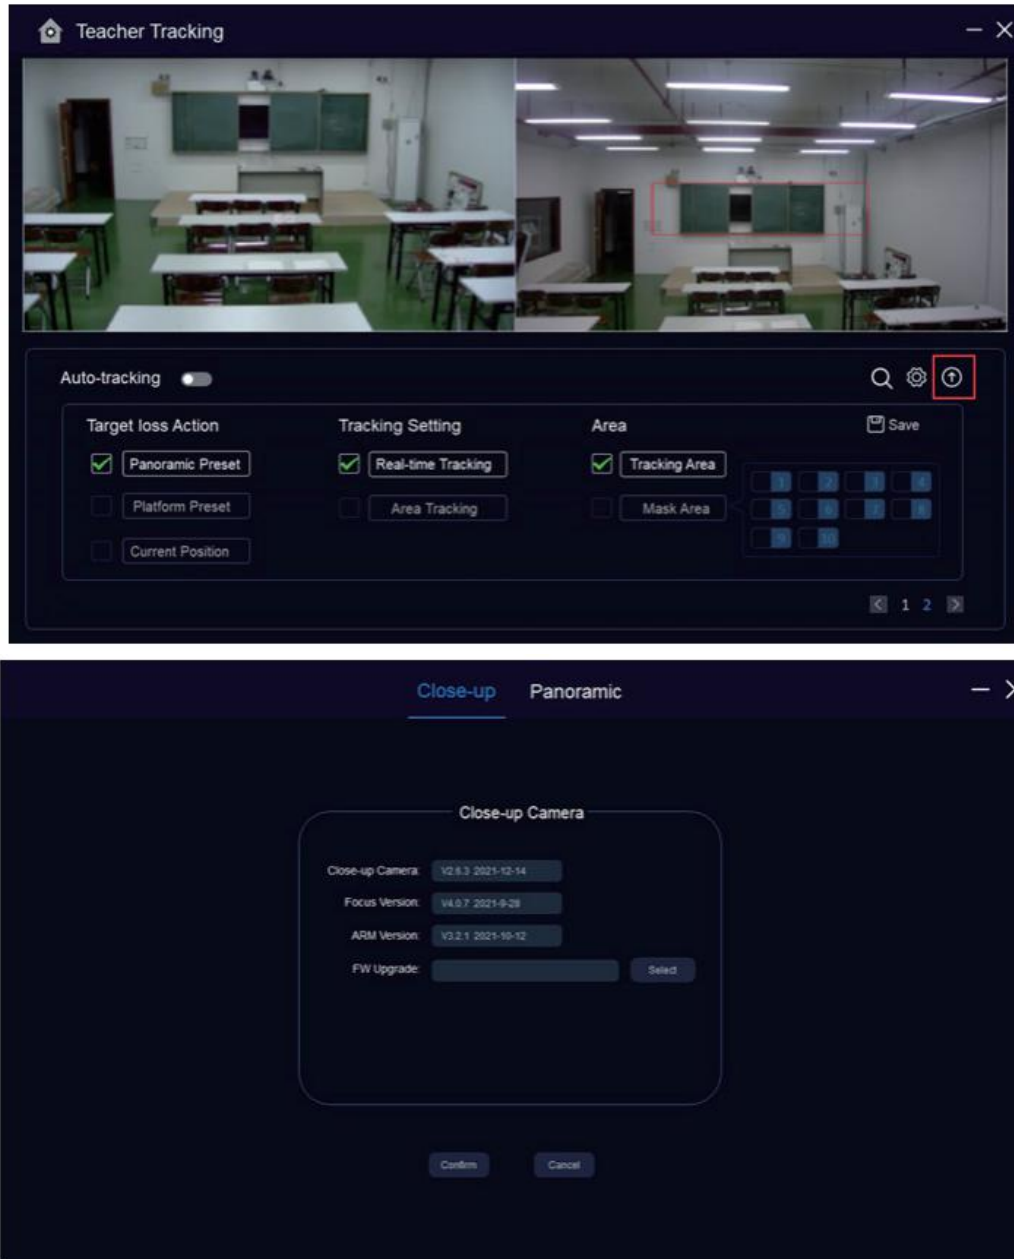 Teacher Tracking
Auto-tracking
Target loss Action Tracking Setting Area Save
Panoramic Preset Real-time Tracking Tracking Area
1 2 3 4
Platform Preset Area Tracking Mask Area
5 6 7 8
9 10
Current Position
< 1 2 >
Close-up Panoramic
Close-up Camera
Close-up Camera: V2.6.3 2021-12-14
Focus Version: V4.0.7 2021-9-28
ARM Version: V3.2.1 2021-10-12
FW Upgrade: Select
Confirm Cancel